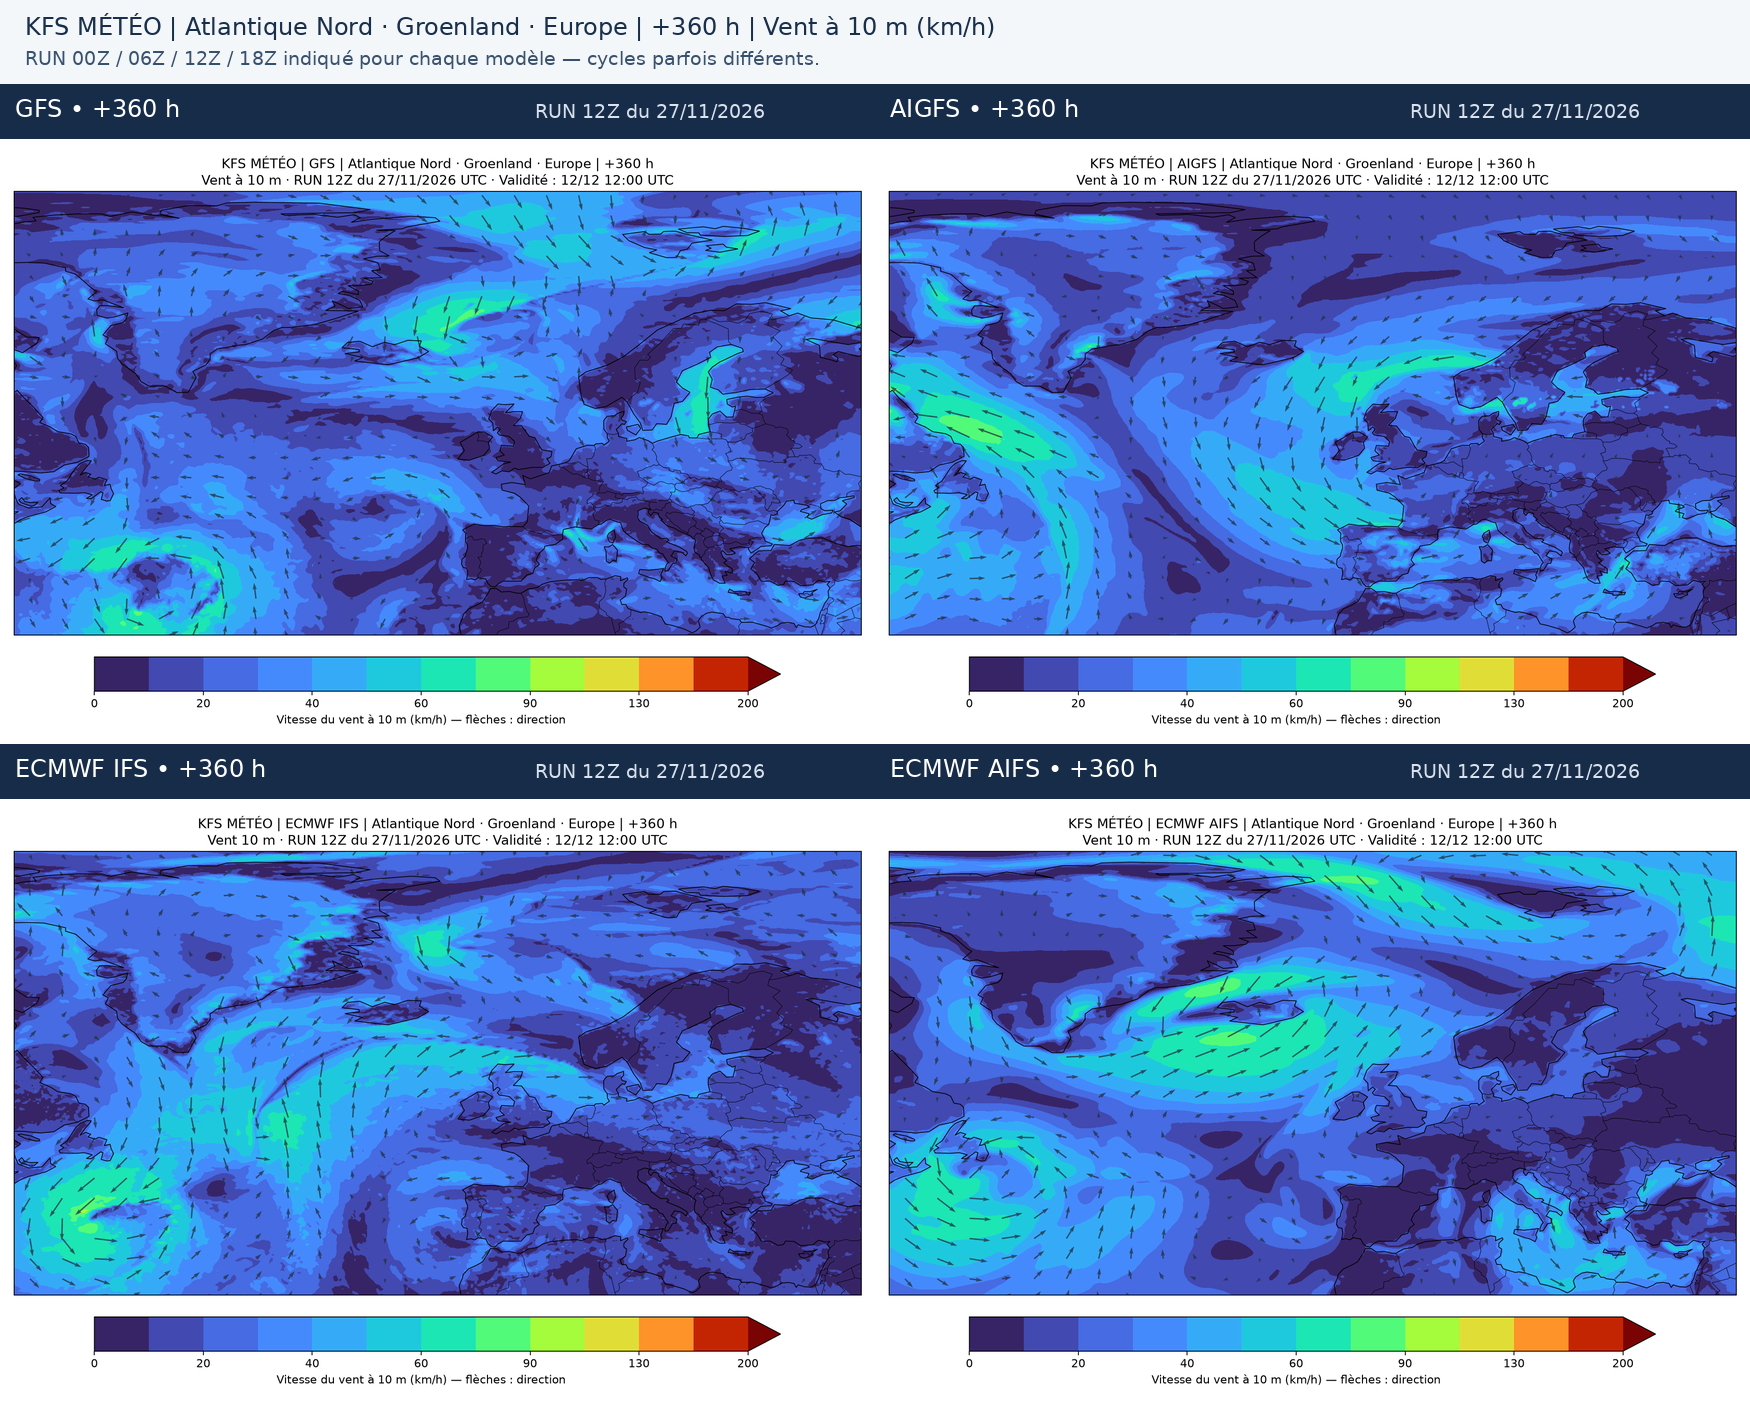 KFS MÉTÉO | Atlantique Nord · Groenland · Europe | +360 h | Vent à 10 m (km/h)
RUN 00Z / 06Z / 12Z / 18Z indiqué pour chaque modèle — cycles parfois différents.
GFS • +360 h RUN 12Z du 27/11/2026
KFS MÉTÉO | GFS | Atlantique Nord · Groenland · Europe | +360 h
Vent à 10 m · RUN 12Z du 27/11/2026 UTC · Validité : 12/12 12:00 UTC
0 20 40 60 90 130 200
Vitesse du vent à 10 m (km/h) — flèches : direction
AIGFS • +360 h RUN 12Z du 27/11/2026
KFS MÉTÉO | AIGFS | Atlantique Nord · Groenland · Europe | +360 h
Vent à 10 m · RUN 12Z du 27/11/2026 UTC · Validité : 12/12 12:00 UTC
0 20 40 60 90 130 200
Vitesse du vent à 10 m (km/h) — flèches : direction
ECMWF IFS • +360 h RUN 12Z du 27/11/2026
KFS MÉTÉO | ECMWF IFS | Atlantique Nord · Groenland · Europe | +360 h
Vent 10 m · RUN 12Z du 27/11/2026 UTC · Validité : 12/12 12:00 UTC
0 20 40 60 90 130 200
Vitesse du vent à 10 m (km/h) — flèches : direction
ECMWF AIFS • +360 h RUN 12Z du 27/11/2026
KFS MÉTÉO | ECMWF AIFS | Atlantique Nord · Groenland · Europe | +360 h
Vent 10 m · RUN 12Z du 27/11/2026 UTC · Validité : 12/12 12:00 UTC
0 20 40 60 90 130 200
Vitesse du vent à 10 m (km/h) — flèches : direction